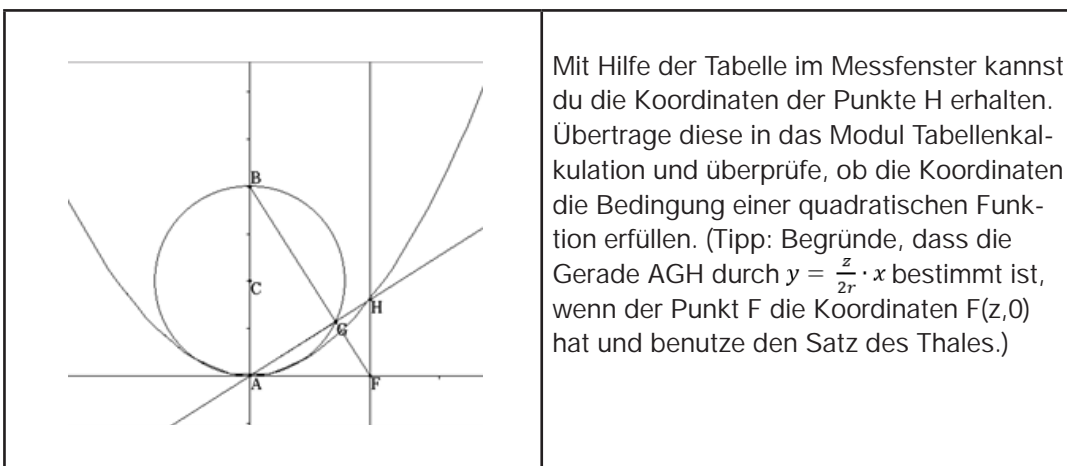 B
C
H
G
A
F
Mit Hilfe der Tabelle im Messfenster kannst
du die Koordinaten der Punkte H erhalten.
Übertrage diese in das Modul Tabellenkal-
kulation und überprüfe, ob die Koordinaten
die Bedingung einer quadratischen Funk-
tion erfüllen. (Tipp: Begründe, dass die
Gerade AGH durch y = z/2r · x bestimmt ist,
wenn der Punkt F die Koordinaten F(z,0)
hat und benutze den Satz des Thales.)